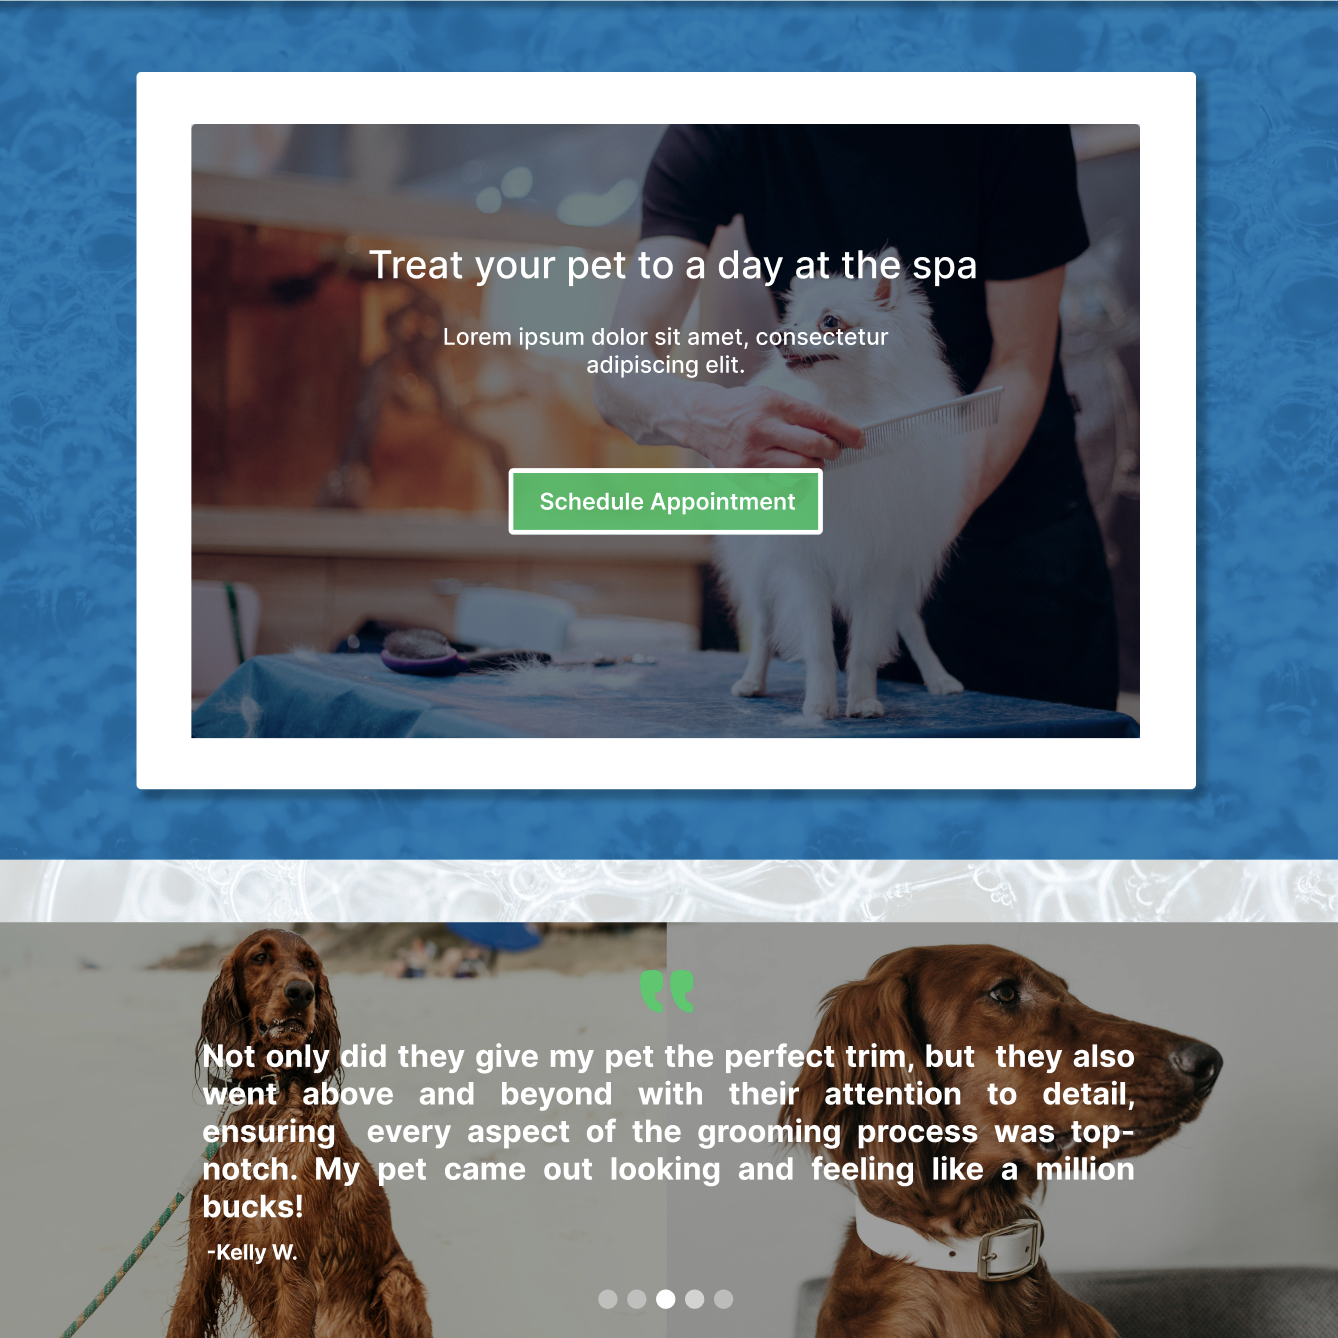 Treat your pet to a day at the spa
Lorem ipsum dolor sit amet, consectetur
adipiscing elit.
Schedule Appointment
"
Not only did they give my pet the perfect trim, but they also
went above and beyond with their attention to detail,
ensuring every aspect of the grooming process was top-
notch. My pet came out looking and feeling like a million
bucks!
-Kelly W.